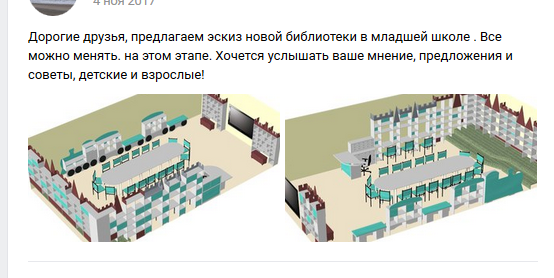 4 ноя 2017
Дорогие друзья, предлагаем эскиз новой библиотеки в младшей школе . Все
можно менять. на этом этапе. Хочется услышать ваше мнение, предложения и
советы, детские и взрослые!